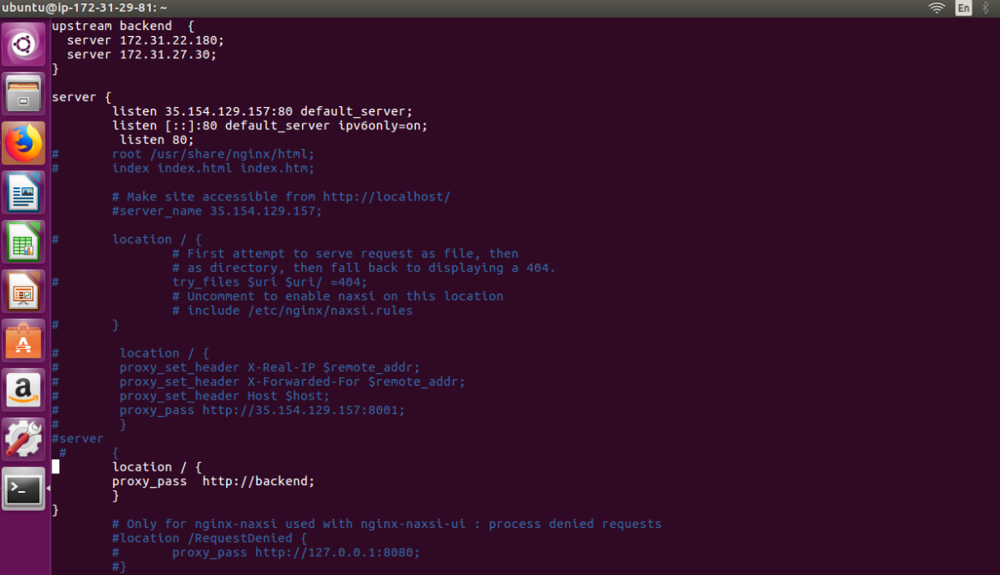 ubuntu@ip-172-31-29-81: ~
En
upstream backend  {
  server 172.31.22.180;
  server 172.31.27.30;
}
server {
        listen 35.154.129.157:80 default_server;
        listen [::]:80 default_server ipv6only=on;
         listen 80;
#       root /usr/share/nginx/html;
#       index index.html index.htm;
        # Make site accessible from http://localhost/
        #server_name 35.154.129.157;
#       location / {
                # First attempt to serve request as file, then
                # as directory, then fall back to displaying a 404.
#               try_files $uri $uri/ =404;
                # Uncomment to enable naxsi on this location
                # include /etc/nginx/naxsi.rules
#       }
#        location / {
#        proxy_set_header X-Real-IP $remote_addr;
#        proxy_set_header X-Forwarded-For $remote_addr;
#        proxy_set_header Host $host;
#        proxy_pass http://35.154.129.157:8001;
#        }
#server
 #      {
        location / {
        proxy_pass  http://backend;
        }
}
        # Only for nginx-naxsi used with nginx-naxsi-ui : process denied requests
        #location /RequestDenied {
        #       proxy_pass http://127.0.0.1:8080;
        #}